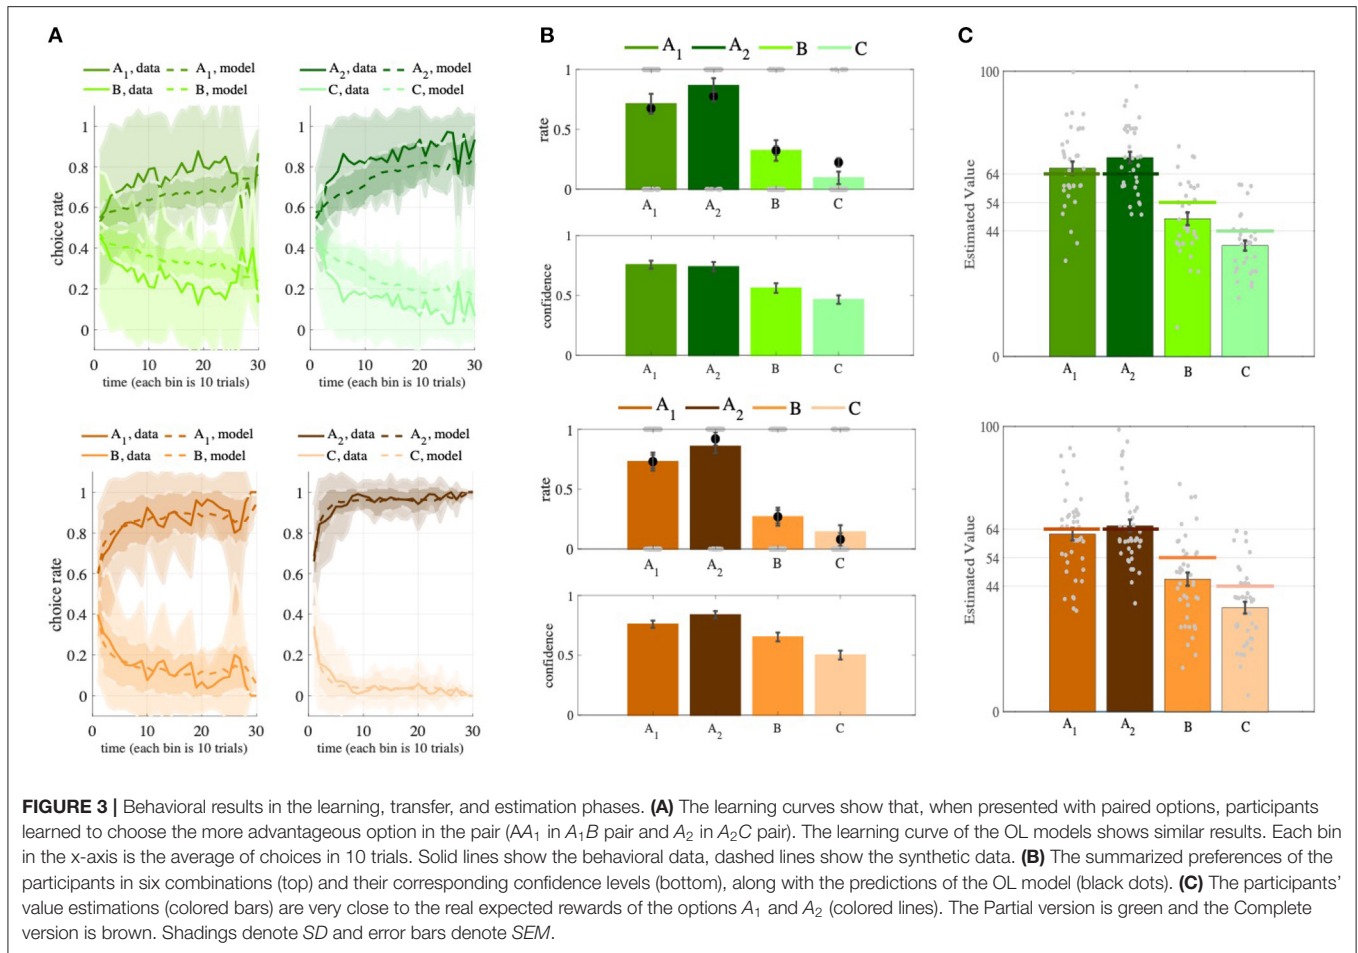 A
A1, data A1, model
B, data B, model
A2, data A2, model
C, data C, model
choice rate
1
0.8
0.6
0.4
0.2
0
0 10 20 30
time (each bin is 10 trials)
1
0.8
0.6
0.4
0.2
0
0 10 20 30
time (each bin is 10 trials)
A1, data A1, model
B, data B, model
A2, data A2, model
C, data C, model
choice rate
1
0.8
0.6
0.4
0.2
0
0 10 20 30
time (each bin is 10 trials)
1
0.8
0.6
0.4
0.2
0
0 10 20 30
time (each bin is 10 trials)
B
A1 A2 B C
rate
1
0.5
0
A1 A2 B C
confidence
1
0.5
0
A1 A2 B C
A1 A2 B C
rate
1
0.5
0
A1 A2 B C
confidence
1
0.5
0
A1 A2 B C
C
Estimated Value
100
64
54
44
0
A1 A2 B C
Estimated Value
100
64
54
44
0
A1 A2 B C
FIGURE 3 | Behavioral results in the learning, transfer, and estimation phases. (A) The learning curves show that, when presented with paired options, participants
learned to choose the more advantageous option in the pair (AA1 in A1B pair and A2 in A2C pair). The learning curve of the OL models shows similar results. Each bin
in the x-axis is the average of choices in 10 trials. Solid lines show the behavioral data, dashed lines show the synthetic data. (B) The summarized preferences of the
participants in six combinations (top) and their corresponding confidence levels (bottom), along with the predictions of the OL model (black dots). (C) The participants'
value estimations (colored bars) are very close to the real expected rewards of the options A1 and A2 (colored lines). The Partial version is green and the Complete
version is brown. Shadings denote SD and error bars denote SEM.